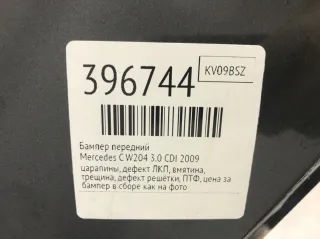 396744
KV09BSZ
Бампер передний
Mercedes C W204 3.0 CDI 2009
царапины, дефект ЛКП, вмятина,
трещина, дефект решётки, ПТФ, цена за
бампер в сборе как на фото